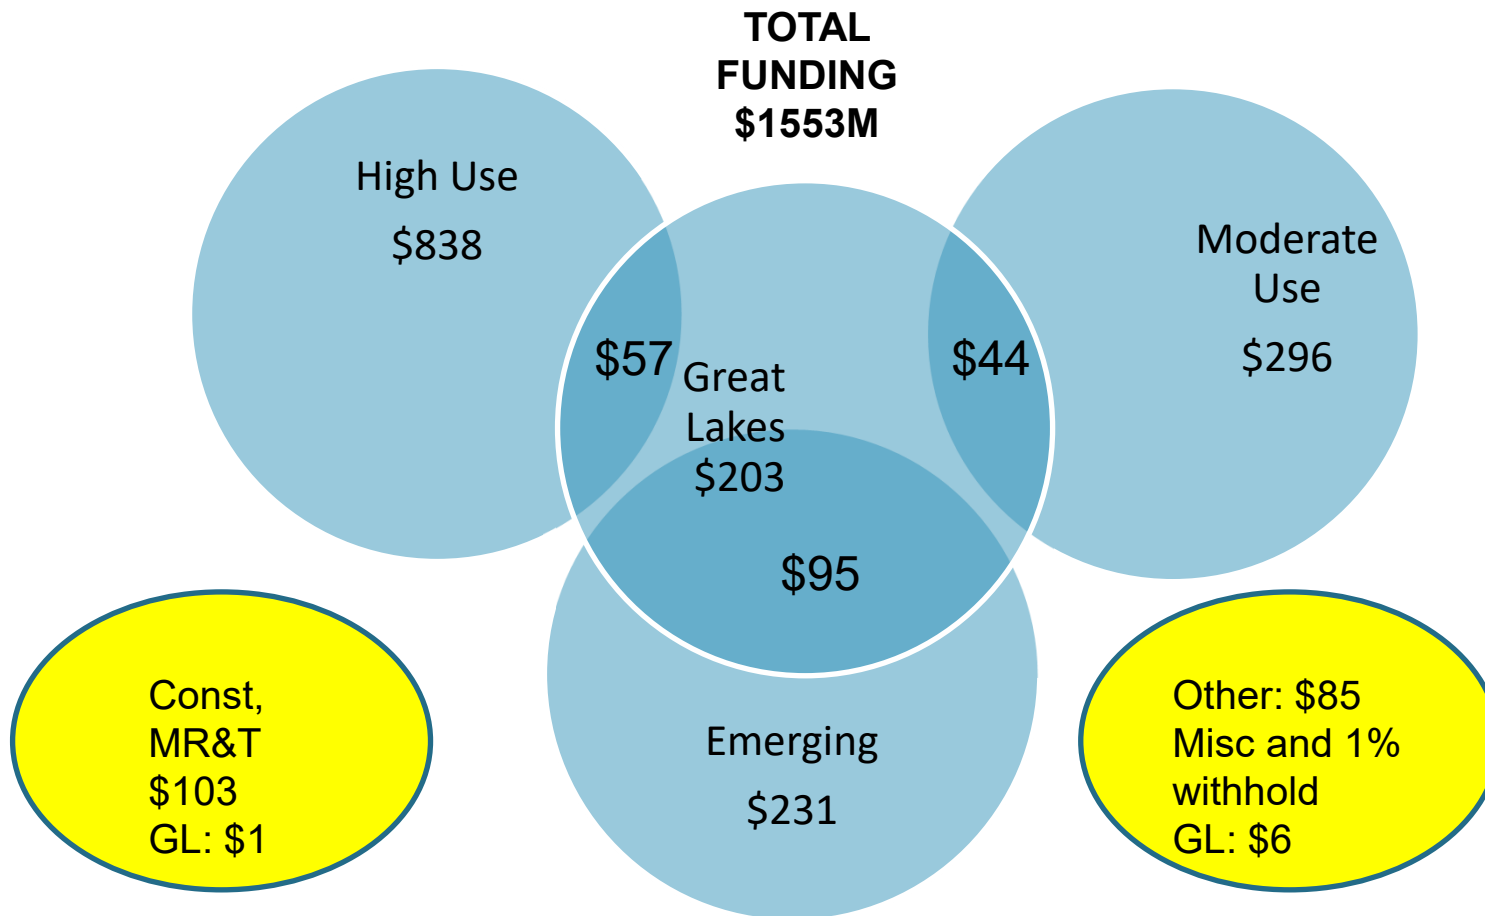 TOTAL
FUNDING
$1553M
High Use
$838
Moderate
Use
$296
$57
Great
Lakes
$203
$44
$95
Emerging
$231
Const,
MR&T
$103
GL: $1
Other: $85
Misc and 1%
withhold
GL: $6